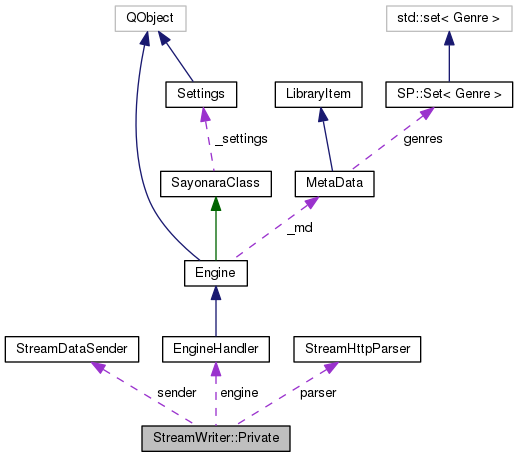 QObject
std::set< Genre >
Settings
LibraryItem
SP::Set< Genre >
_settings
genres
SayonaraClass
MetaData
_md
Engine
StreamDataSender
EngineHandler
StreamHttpParser
sender
engine
parser
StreamWriter::Private